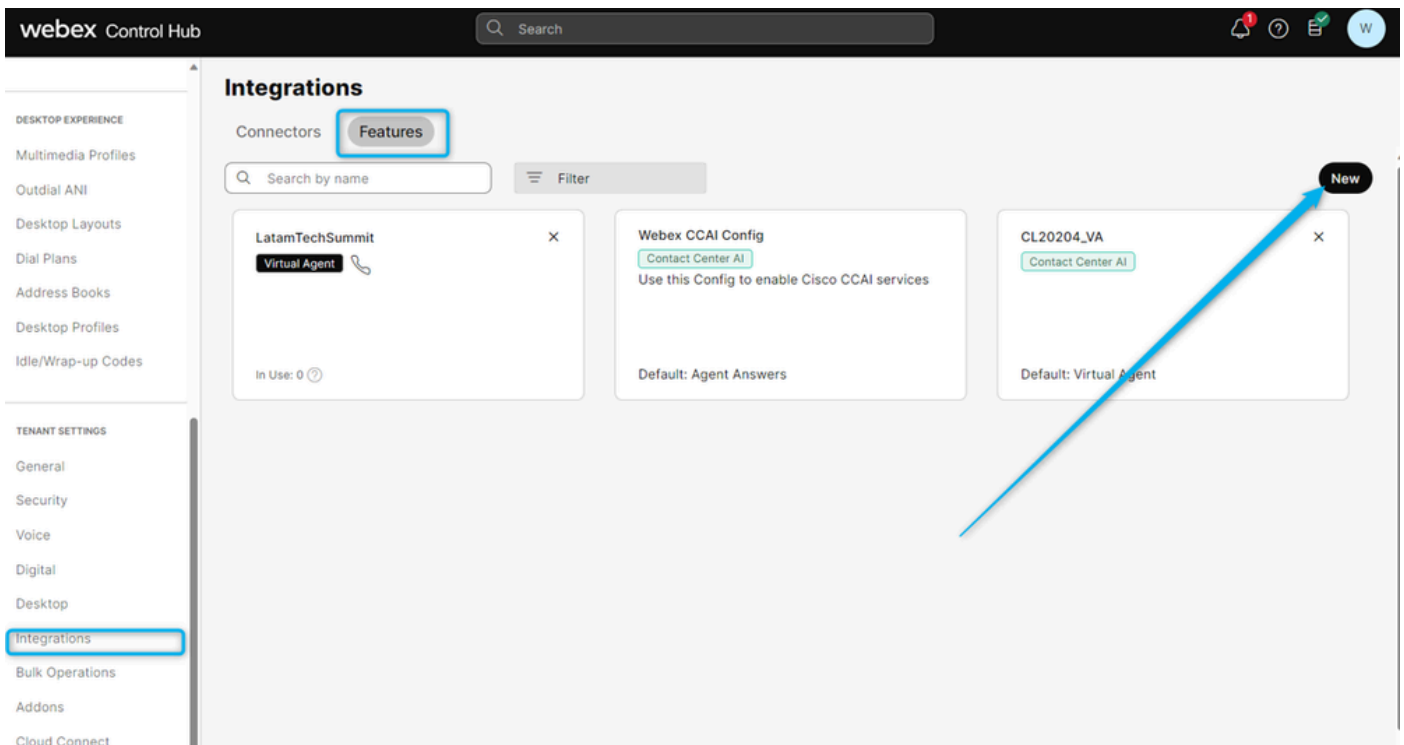 webex Control Hub
Search
1
W
DESKTOP EXPERIENCE
Multimedia Profiles
Outdial ANI
Desktop Layouts
Dial Plans
Address Books
Desktop Profiles
Idle/Wrap-up Codes
TENANT SETTINGS
General
Security
Voice
Digital
Desktop
Integrations
Bulk Operations
Addons
Cloud Connect
Integrations
Connectors
Features
Search by name
Filter
New
LatamTechSummit
Virtual Agent
In Use: 0
Webex CCAI Config
Contact Center AI
Use this Config to enable Cisco CCAI services
Default: Agent Answers
CL20204_VA
Contact Center AI
Default: Virtual Agent